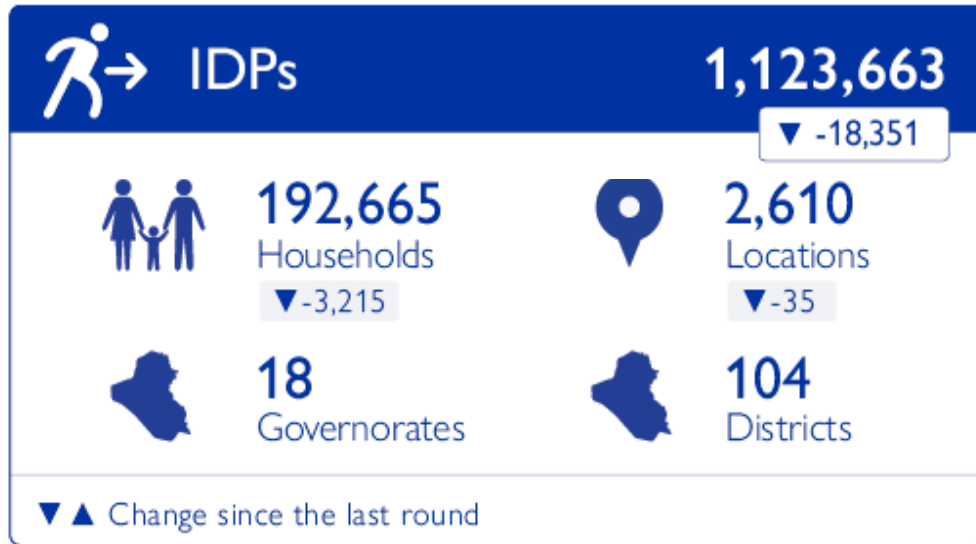 IDPs
1,123,663
▼ -18,351
192,665
Households
▼-3,215
2,610
Locations
▼-35
18
Governorates
104
Districts
▼ ▲ Change since the last round